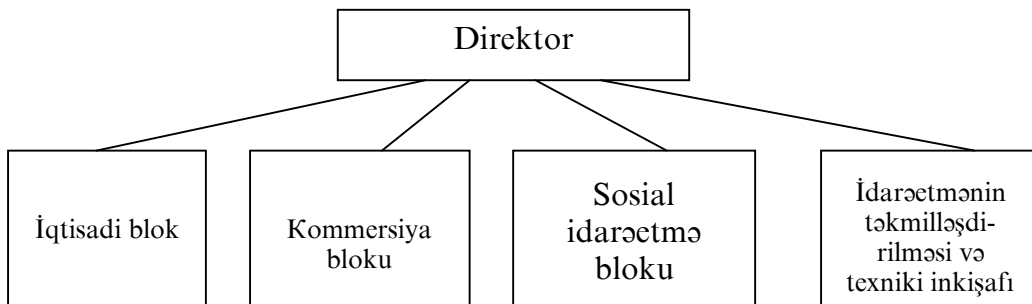 Direktor
İqtisadi blok
Kommersiya
bloku
Sosial
idarəetmə
bloku
İdarəetmənin
təkmilləşdi-
rilməsi və
texniki inkişafı